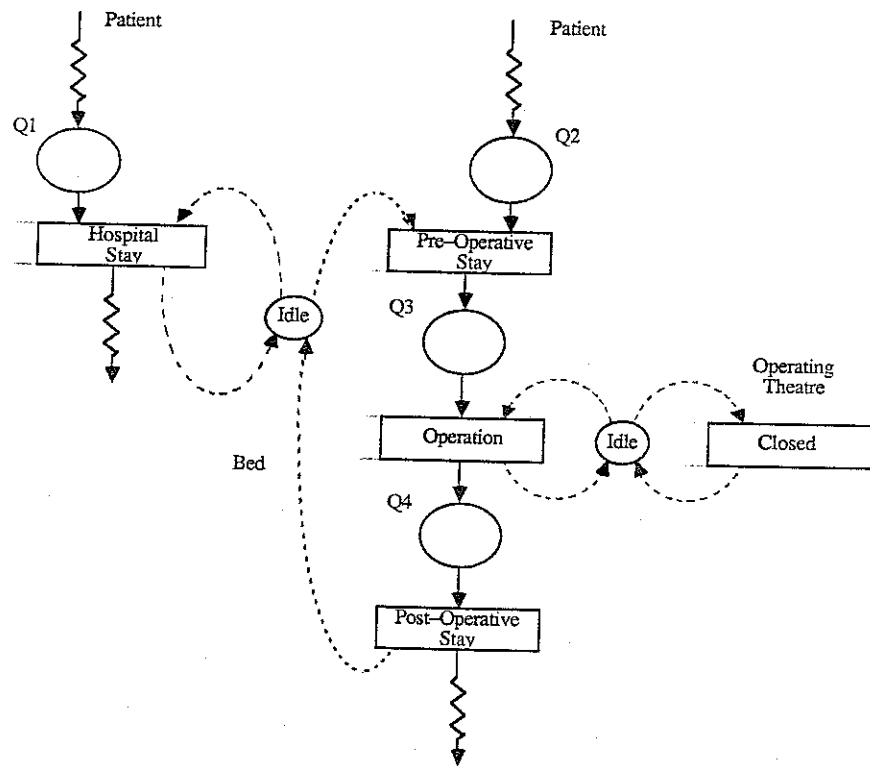 Patient
Patient
Q1
Q2
Hospital
Stay
Pre–Operative
Stay
Idle
Q3
Operating
Theatre
Operation
Idle
Closed
Bed
Q4
Post–Operative
Stay